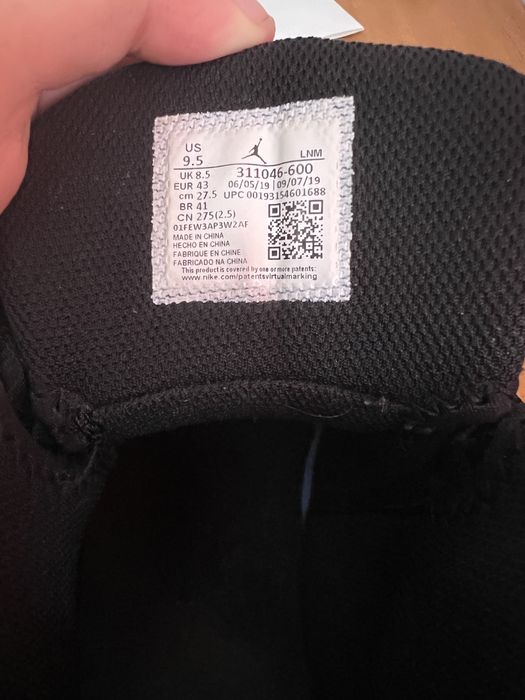 US
9.5 LNM
UK 8.5 311046-600
EUR 43 06/05/19 | 09/07/19
cm 27.5 UPC 00193154601688
BR 41
CN 275(2.5)
01FEW3AP3W2AF
MADE IN CHINA
HECHO EN CHINA
FABRIQUE EN CHINE
FABRICADO NA CHINA
This product is covered by one or more patents:
www.nike.com/patentsvirtualmarking